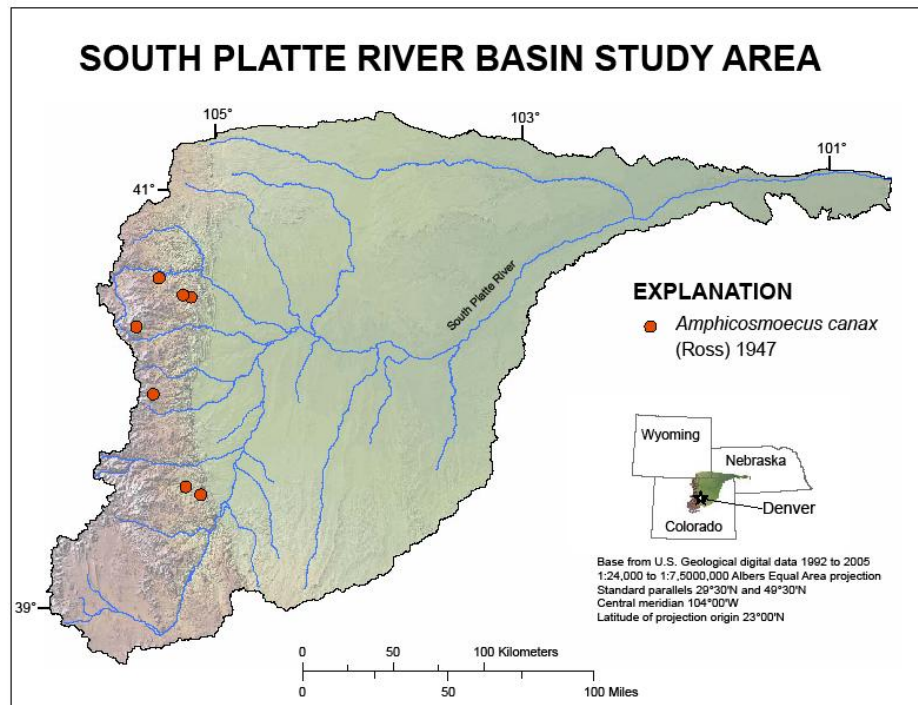 SOUTH PLATTE RIVER BASIN STUDY AREA
105°
103°
101°
41°
South Platte River
EXPLANATION
Amphicosmoecus canax
(Ross) 1947
Wyoming
Nebraska
Denver
Colorado
Base from U.S. Geological digital data 1992 to 2005
1:24,000 to 1:7,5000,000 Albers Equal Area projection
Standard parallels 29°30'N and 49°30'N
Central meridian 104°00'W
Latitude of projection origin 23°00'N
39°
0 50 100 Kilometers
0 50 100 Miles